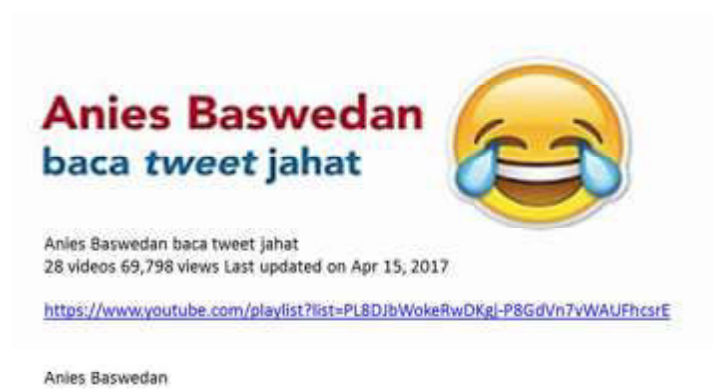 Anies Baswedan
baca tweet jahat
Anies Baswedan baca tweet jahat
28 videos 69,798 views Last updated on Apr 15, 2017
https://www.youtube.com/playlist?list=PL8DJbWokeRwDKgj-P8GdVn7vWAUFhcsrE
Anies Baswedan